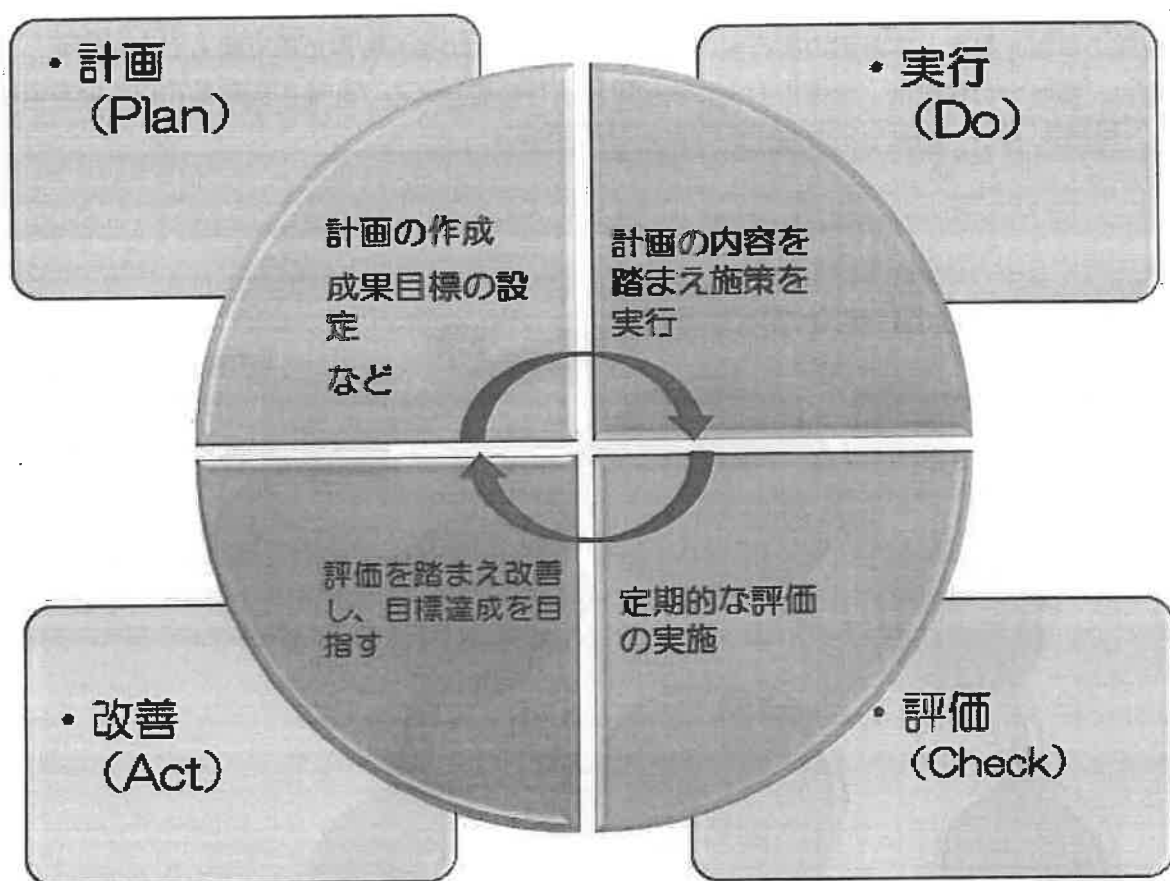 ・計画
(Plan)
・実行
(Do)
計画の作成
成果目標の設
定
など
計画の内容を
踏まえ施策を
実行
評価を踏まえ改善
し、目標達成を目
指す
定期的な評価
の実施
・改善
(Act)
・評価
(Check)